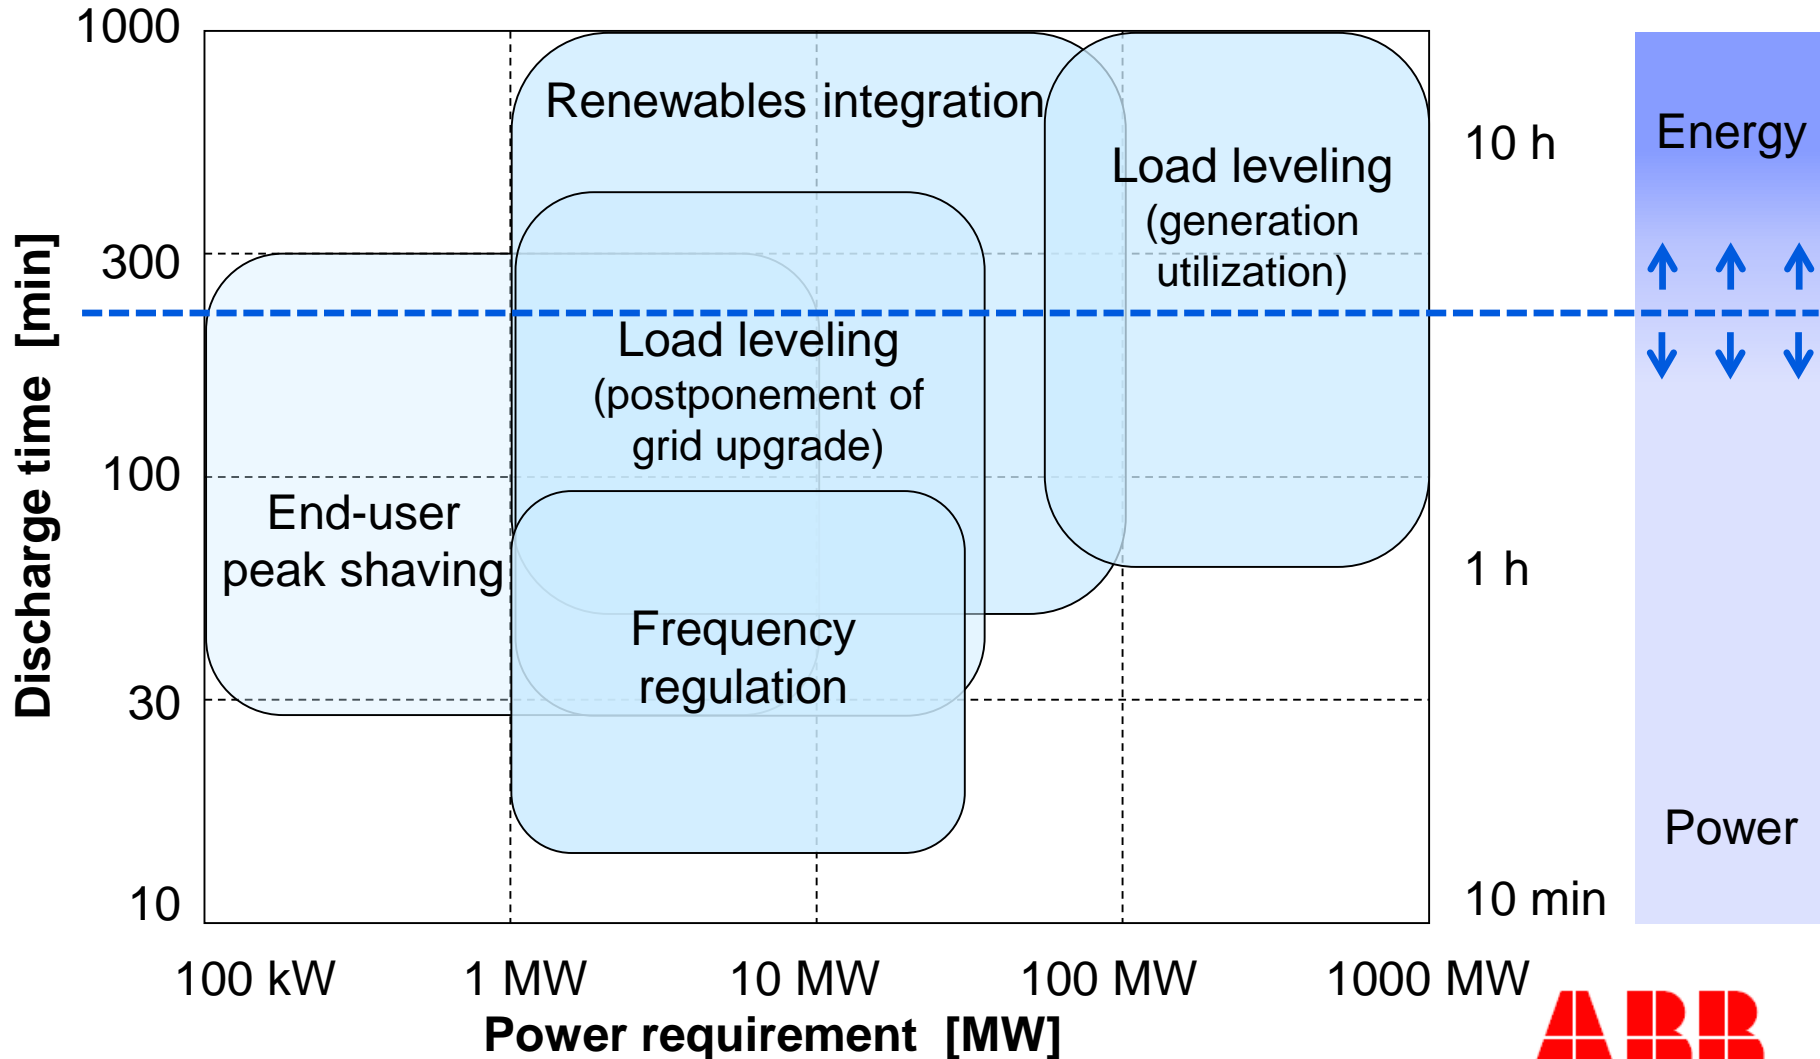 1000
300
100
30
10
Discharge time [min]
Renewables integration
Load leveling
(generation
utilization)
Load leveling
(postponement of
grid upgrade)
End-user
peak shaving
Frequency
regulation
10 h
1 h
10 min
Energy
Power
100 kW
1 MW
10 MW
100 MW
1000 MW
Power requirement [MW]
ABB